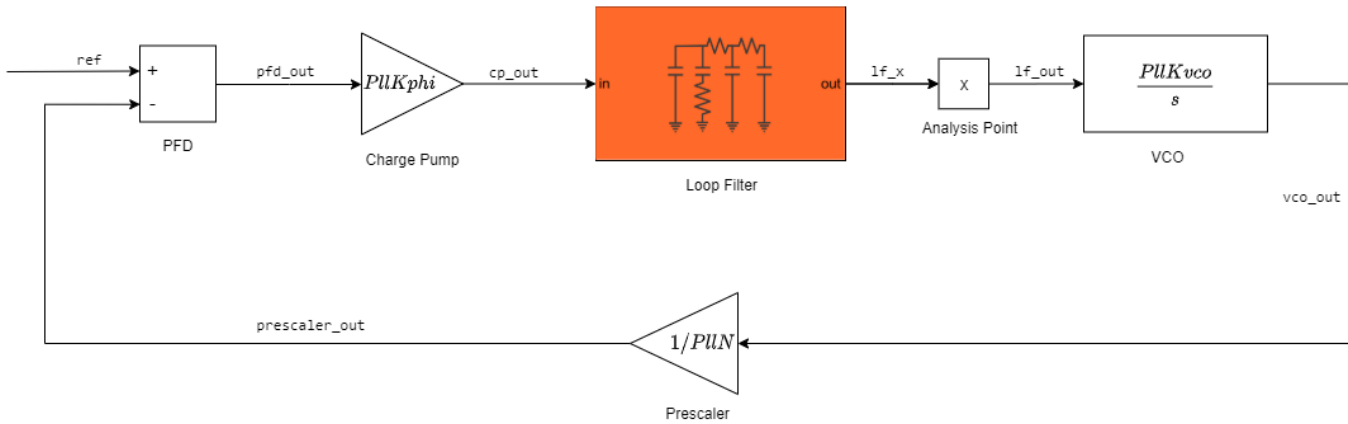 ref
+
-
PFD
pfd_out
PllKphi
Charge Pump
cp_out
in
out
Loop Filter
lf_x
X
Analysis Point
lf_out
PllKvco
s
VCO
vco_out
prescaler_out
1/PllN
Prescaler